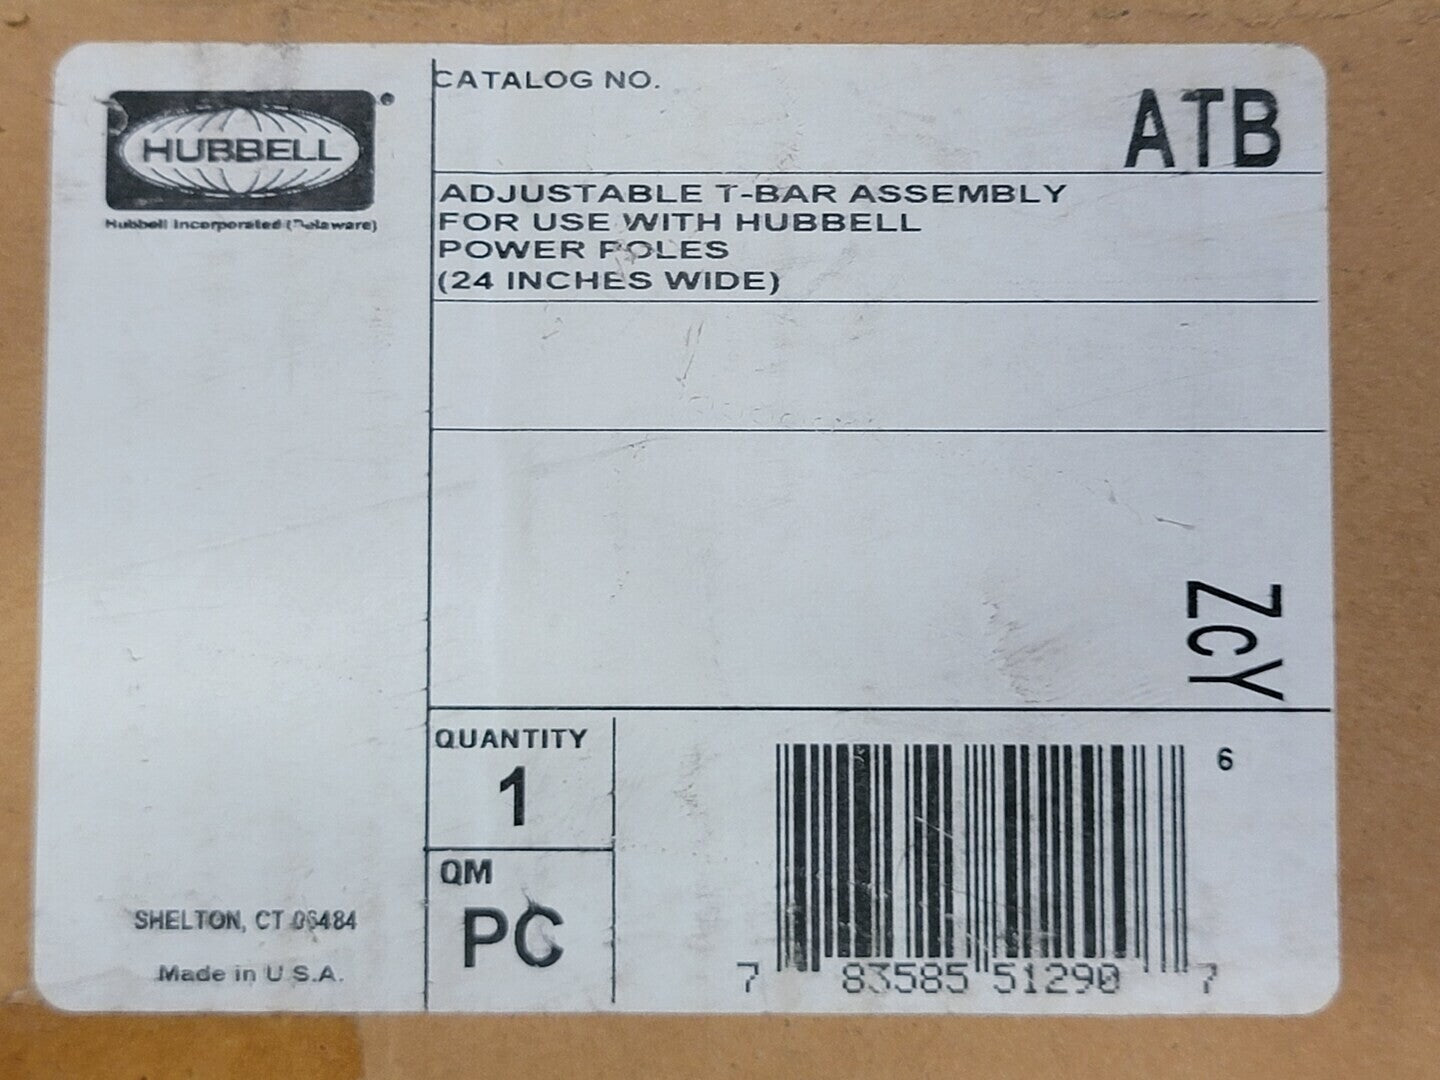 HUBBELL
®
Hubbell Incorporated (Delaware)
CATALOG NO.
ATB
ADJUSTABLE T-BAR ASSEMBLY
FOR USE WITH HUBBELL
POWER POLES
(24 INCHES WIDE)
ZcY
QUANTITY
1
QM
PC
SHELTON, CT 06484
Made in U.S.A.
6
7 83585 51290 7